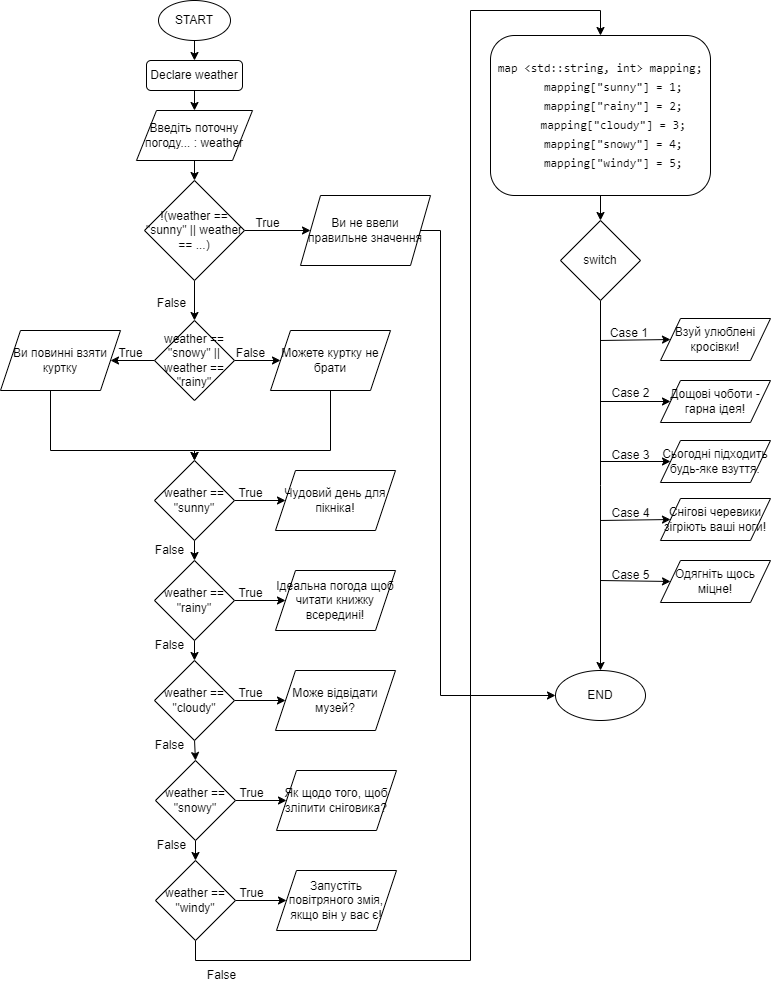 START
Declare weather
Введіть поточну
погоду... : weather
!(weather ==
"sunny" || weather
== ...)
True
Ви не ввели
правильне значення
False
weather ==
"snowy" ||
weather ==
"rainy"
True
Ви повинні взяти
куртку
False
Можете куртку не
брати
weather ==
"sunny"
True
Чудовий день для
пікніка!
False
weather ==
"rainy"
True
Ідеальна погода щоб
читати книжку
всередині!
False
weather ==
"cloudy"
True
Може відвідати
музей?
False
weather ==
"snowy"
True
Як щодо того, щоб
зліпити сніговика?
False
weather ==
"windy"
True
Запустіть
повітряного змія,
якщо він у вас є!
False
map <std::string, int> mapping;
mapping["sunny"] = 1;
mapping["rainy"] = 2;
mapping["cloudy"] = 3;
mapping["snowy"] = 4;
mapping["windy"] = 5;
switch
Case 1
Взуй улюблені
кросівки!
Case 2
Дощові чоботи -
гарна ідея!
Case 3
Сьогодні підходить
будь-яке взуття.
Case 4
Снігові черевики
зігріють ваші ноги!
Case 5
Одягніть щось
міцне!
END